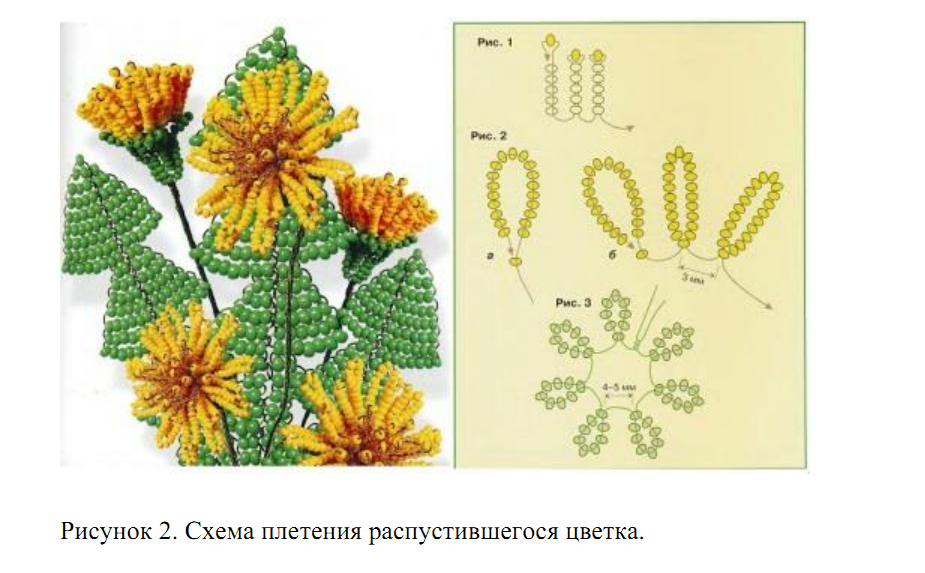 Рис. 1
Рис. 2
а
б
3 мм
Рис. 3
4–5 мм
Рисунок 2. Схема плетения распустившегося цветка.